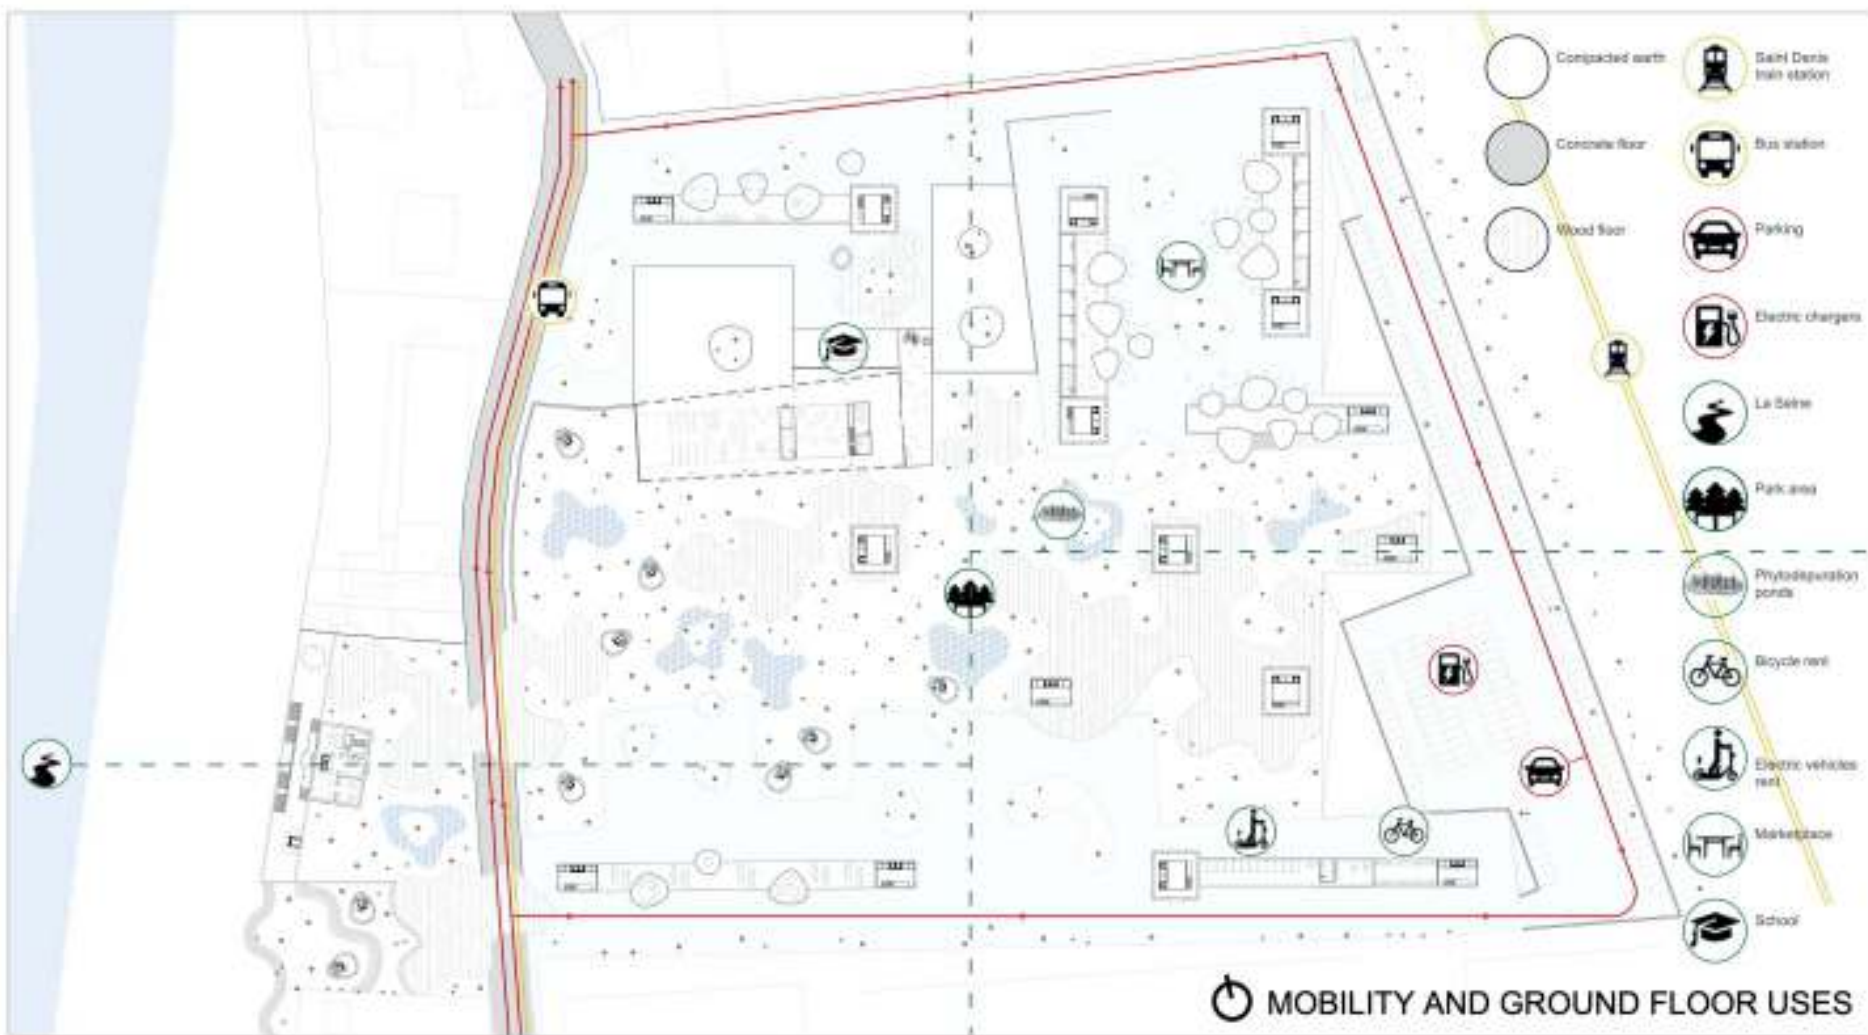 Compacted earth
Saint Denis
train station
Concrete floor
Bus station
Wood floor
Parking
Electric chargers
La Seine
Park area
Phytodepuration
ponds
Bicycle rent
Electric vehicles
rent
Marketplace
School
MOBILITY AND GROUND FLOOR USES